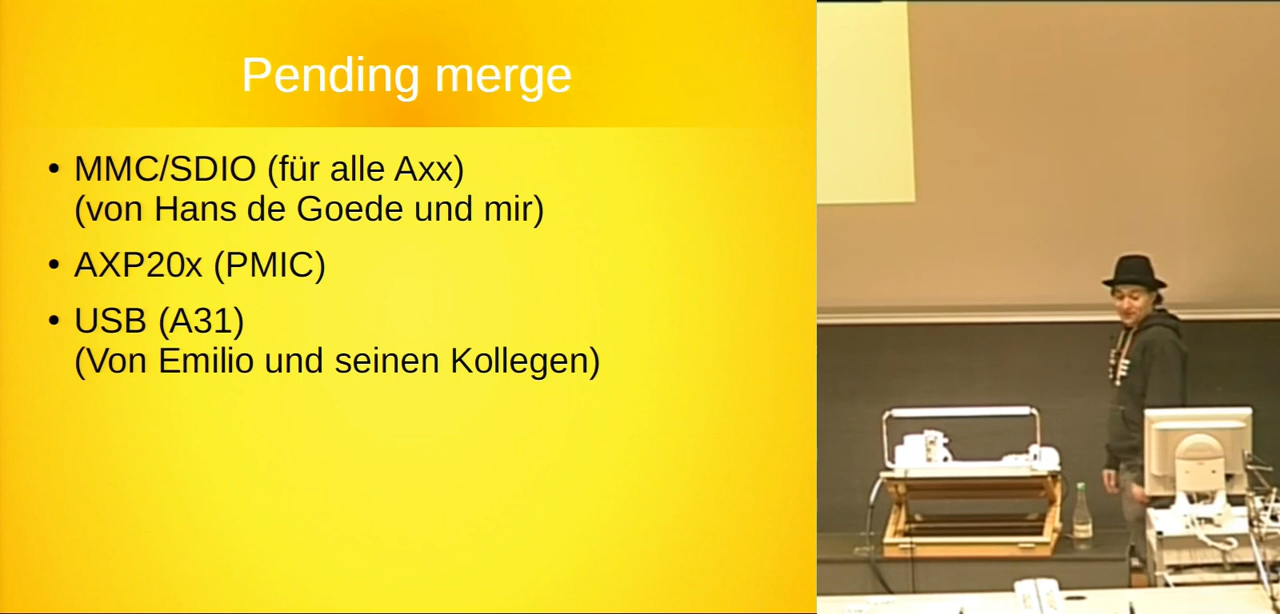 Pending merge
• MMC/SDIO (für alle Axx)
(von Hans de Goede und mir)
• AXP20x (PMIC)
• USB (A31)
(Von Emilio und seinen Kollegen)